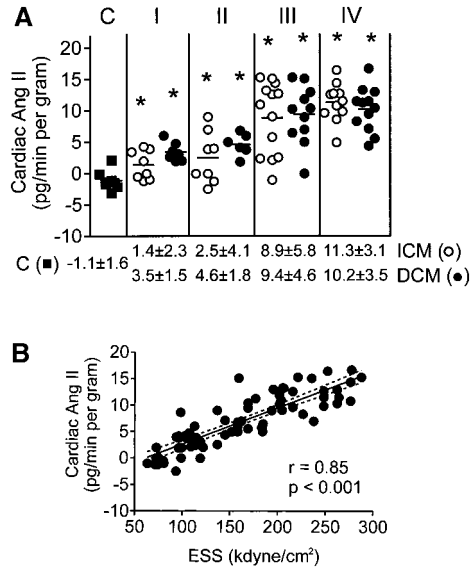 A
C I II III IV
* * * * * * * *
Cardiac Ang II
(pg/min per gram)
20
15
10
5
0
-5
-10
C (■) -1.1±1.6
1.4±2.3 2.5±4.1 8.9±5.8 11.3±3.1 ICM (○)
3.5±1.5 4.6±1.8 9.4±4.6 10.2±3.5 DCM (●)
B
Cardiac Ang II
(pg/min per gram)
20
15
10
5
0
-5
-10
r = 0.85
p < 0.001
50 100 150 200 250 300
ESS (kdyne/cm²)